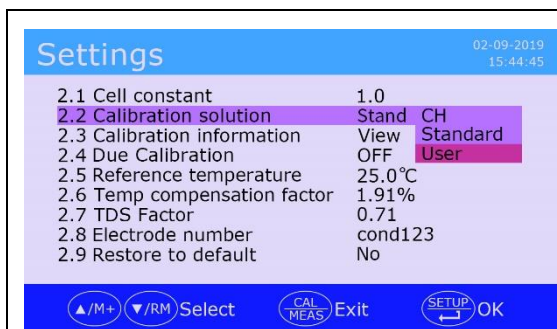 Settings
02-09-2019
15:44:45
2.1 Cell constant 1.0
2.2 Calibration solution Stand CH
2.3 Calibration information View Standard
2.4 Due Calibration OFF User
2.5 Reference temperature 25.0℃
2.6 Temp compensation factor 1.91%
2.7 TDS Factor 0.71
2.8 Electrode number cond123
2.9 Restore to default No
▲/M+ ▼/RM Select CAL MEAS Exit SETUP OK